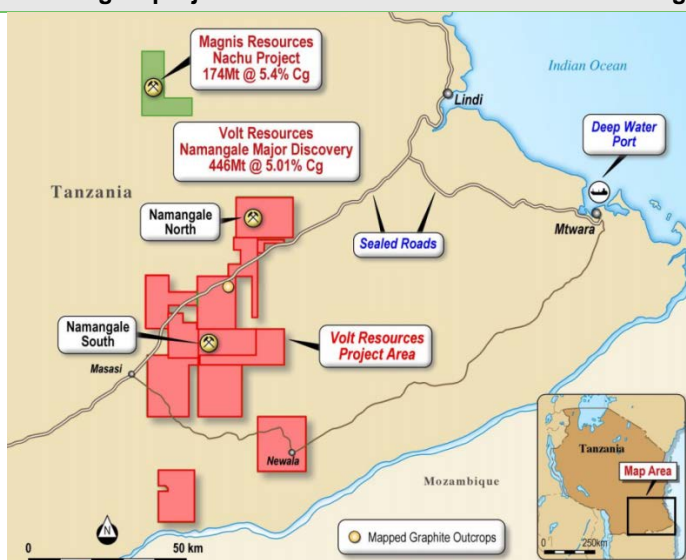 Magnis Resources
Nachu Project
174Mt @ 5.4% Cg
Indian Ocean
Lindi
Deep Water
Port
Volt Resources
Namangale Major Discovery
446Mt @ 5.01% Cg
Tanzania
Namangale
North
Mtwara
Sealed Roads
Namangale
South
Volt Resources
Project Area
Masasi
Newala
Mozambique
Tanzania
Map Area
N
Mapped Graphite Outcrops
0 50 km
0 250km